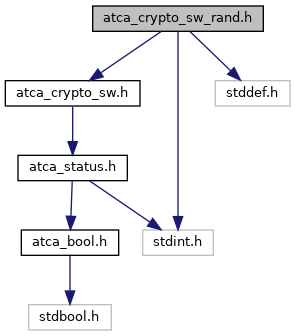 atca_crypto_sw_rand.h
atca_crypto_sw.h
stddef.h
atca_status.h
atca_bool.h
stdint.h
stdbool.h